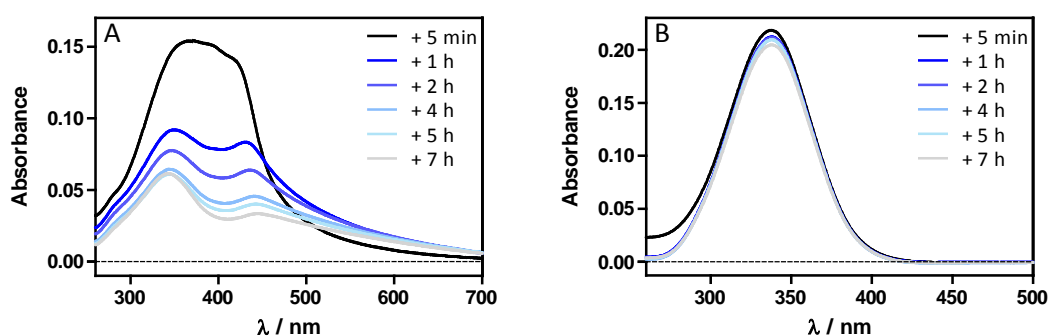 A
0.15
0.10
0.05
0.00
Absorbance
300
400
500
600
700
λ / nm
+ 5 min
+ 1 h
+ 2 h
+ 4 h
+ 5 h
+ 7 h
B
0.20
0.15
0.10
0.05
0.00
Absorbance
300
350
400
450
500
λ / nm
+ 5 min
+ 1 h
+ 2 h
+ 4 h
+ 5 h
+ 7 h